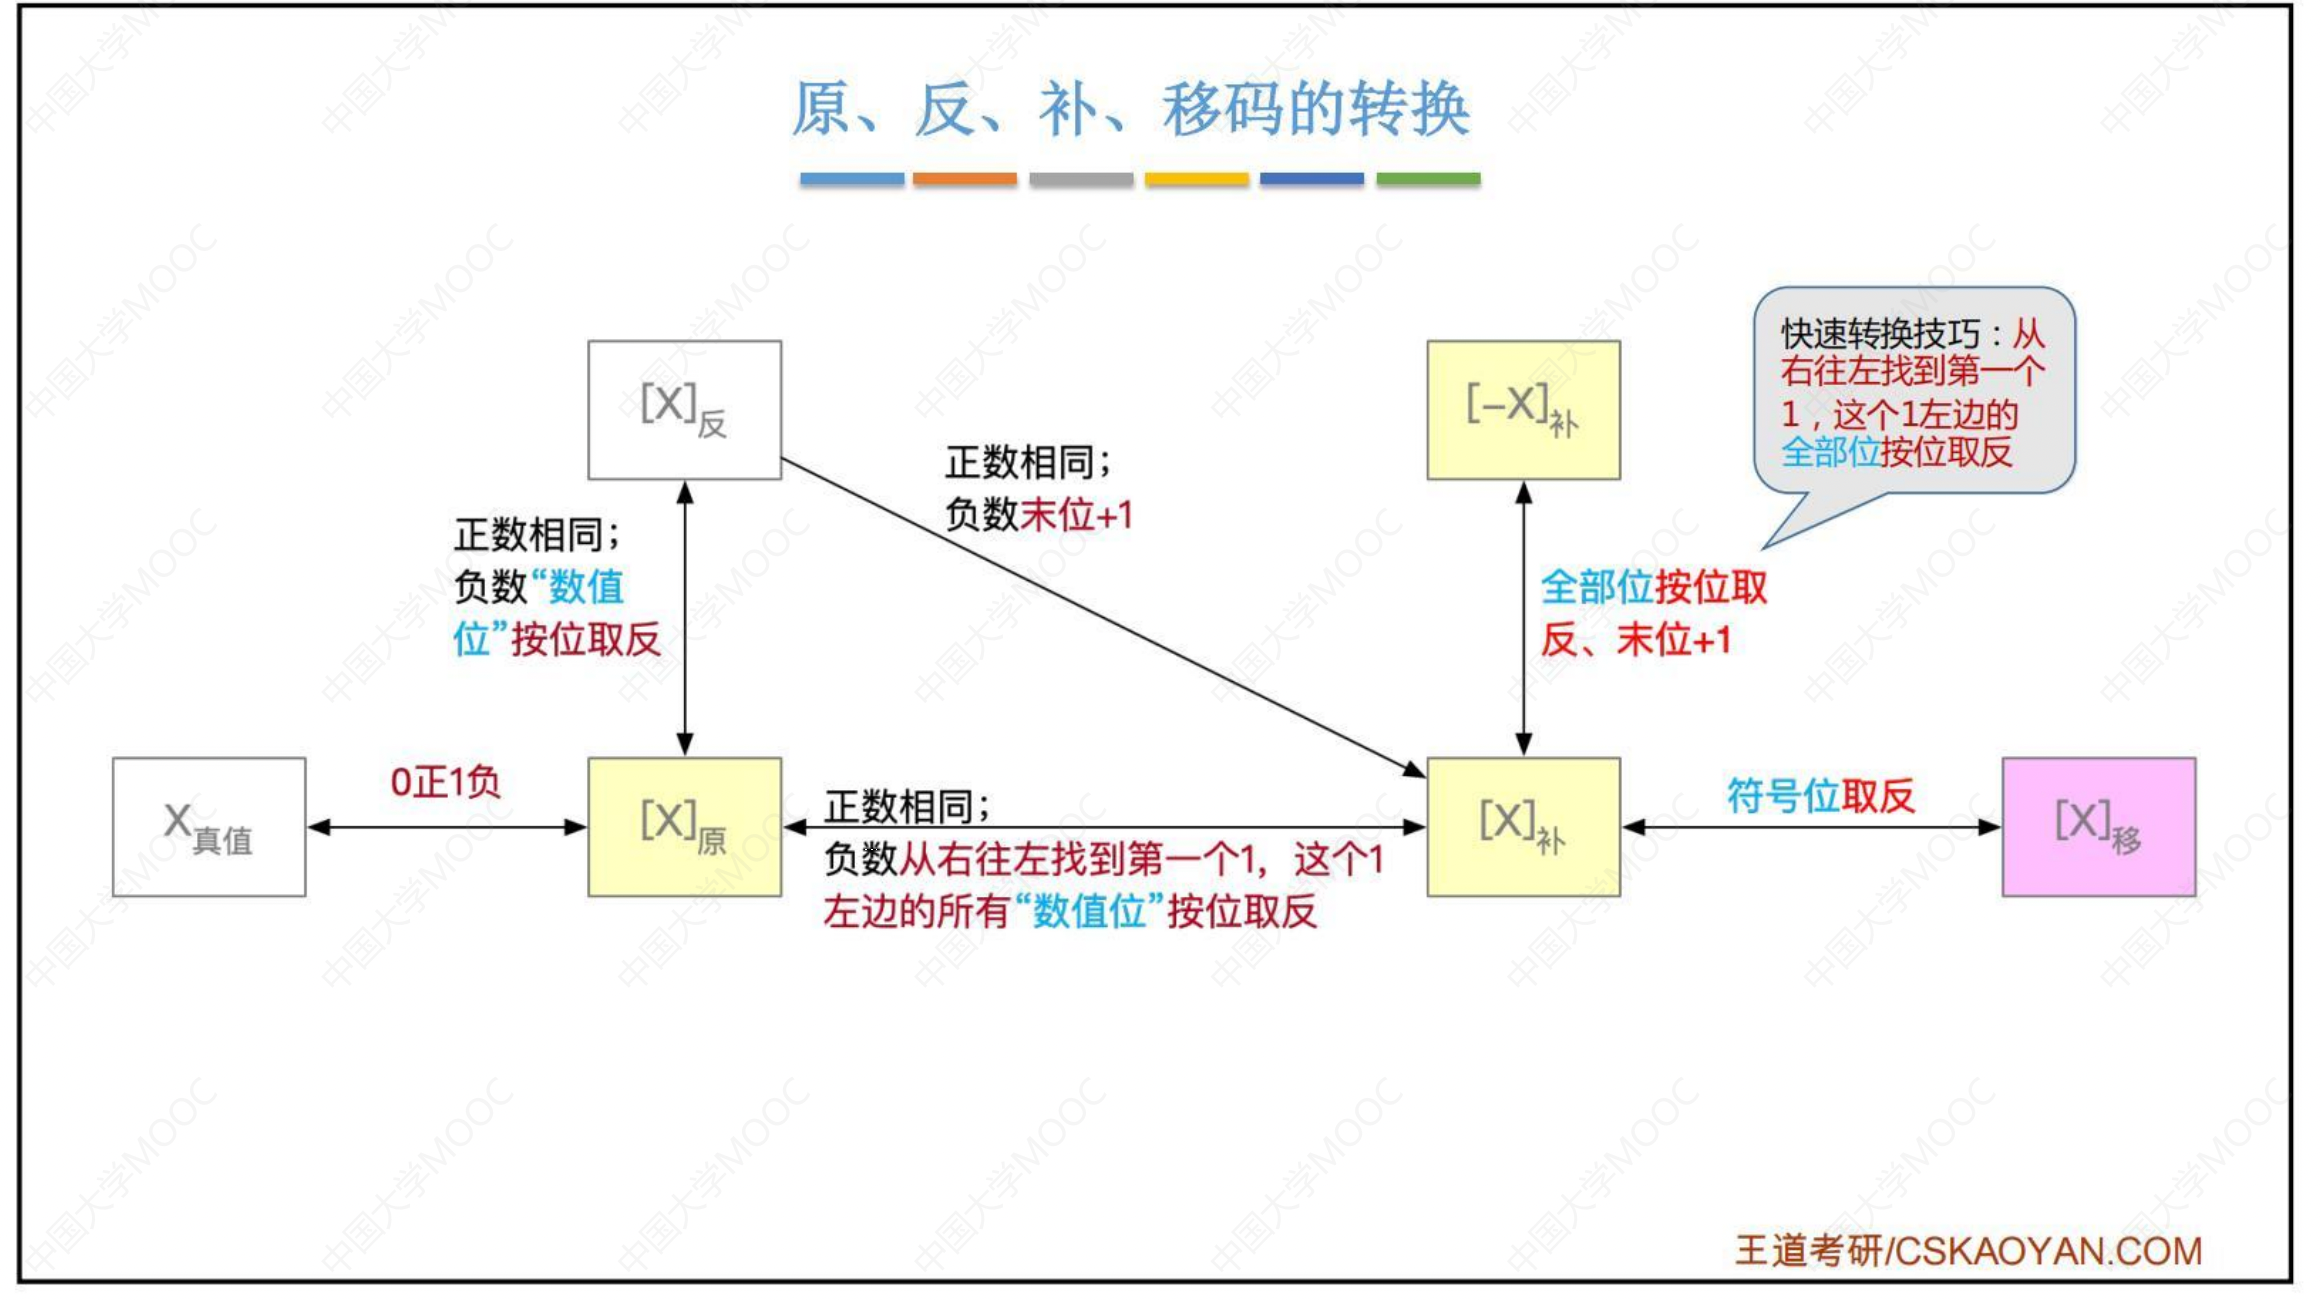 原、反、补、移码的转换
快速转换技巧：从
右往左找到第一个
1，这个1左边的
全部位按位取反
[X]反
[-X]补
正数相同；
负数末位+1
正数相同；
负数“数值
位”按位取反
全部位按位取
反、末位+1
X真值
0正1负
[X]原
正数相同；
负数从右往左找到第一个1，这个1
左边的所有“数值位”按位取反
[X]补
符号位取反
[X]移
王道考研/CSKAOYAN.COM
中国大学MOOC